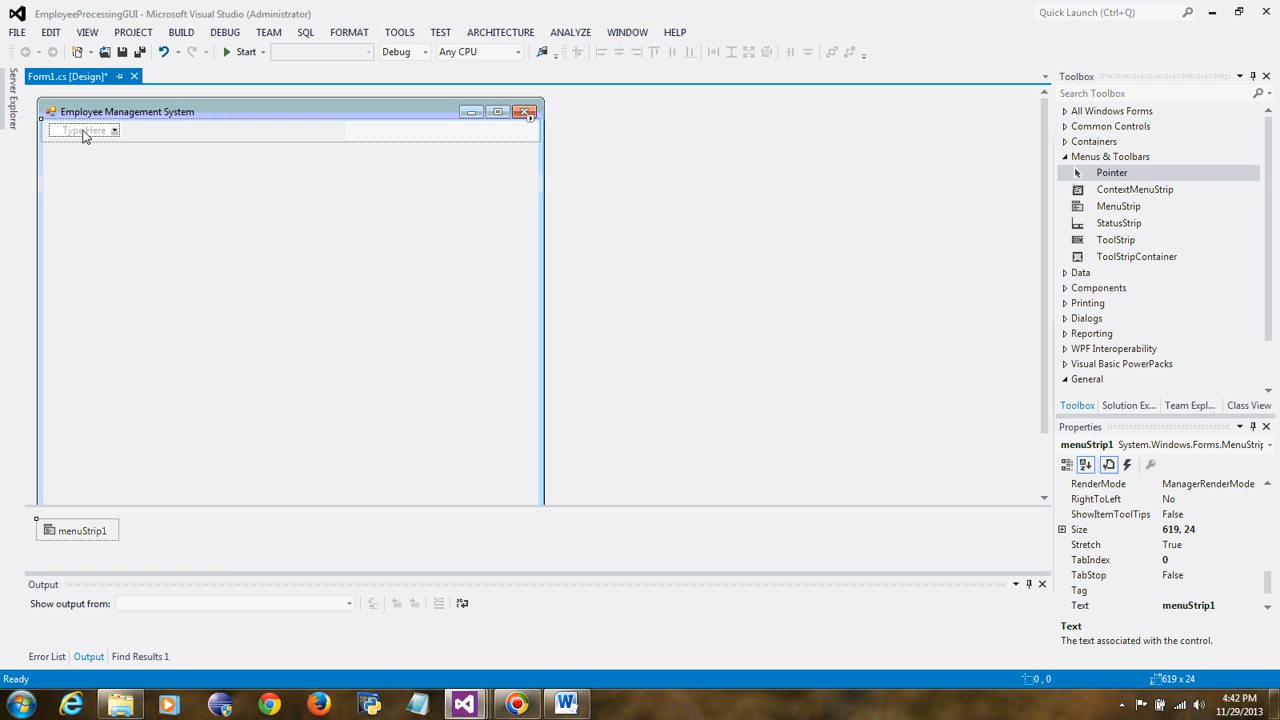 EmployeeProcessingGUI - Microsoft Visual Studio (Administrator)
Quick Launch (Ctrl+Q)
FILE EDIT VIEW PROJECT BUILD DEBUG TEAM SQL FORMAT TOOLS TEST ARCHITECTURE ANALYZE WINDOW HELP
Start Debug Any CPU
Server Explorer
Form1.cs [Design]*
Employee Management System
Type Here
menuStrip1
Output
Show output from:
Error List Output Find Results 1
Toolbox
Search Toolbox
All Windows Forms
Common Controls
Containers
Menus & Toolbars
Pointer
ContextMenuStrip
MenuStrip
StatusStrip
ToolStrip
ToolStripContainer
Data
Components
Printing
Dialogs
Reporting
WPF Interoperability
Visual Basic PowerPacks
General
Toolbox Solution Ex... Team Expl... Class View
Properties
menuStrip1 System.Windows.Forms.MenuStrip
RenderMode ManagerRenderMode
RightToLeft No
ShowItemToolTips False
Size 619, 24
Stretch True
TabIndex 0
TabStop False
Tag
Text menuStrip1
Text
The text associated with the control.
Ready 0 , 0 619 x 24
4:42 PM
11/29/2013